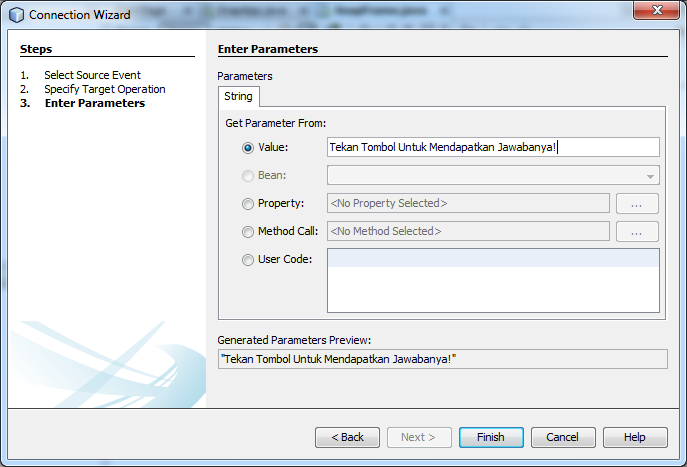 Connection Wizard
Steps
1. Select Source Event
2. Specify Target Operation
3. Enter Parameters
Enter Parameters
Parameters
String
Get Parameter From:
Value: Tekan Tombol Untuk Mendapatkan Jawabanya!
Bean:
Property: <No Property Selected> ...
Method Call: <No Method Selected> ...
User Code:
Generated Parameters Preview:
"Tekan Tombol Untuk Mendapatkan Jawabanya!"
< Back Next > Finish Cancel Help